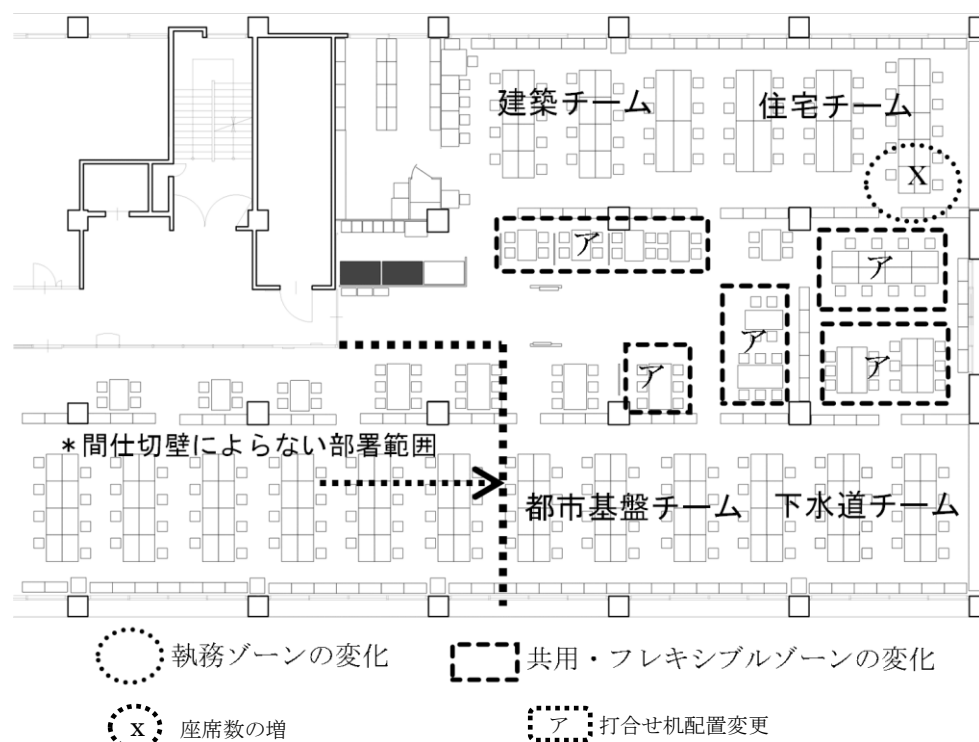 建築チーム
住宅チーム
X
ア
ア
ア
ア
ア
*間仕切壁によらない部署範囲
都市基盤チーム
下水道チーム
執務ゾーンの変化
共用・フレキシブルゾーンの変化
X 座席数の増
ア 打合せ机配置変更